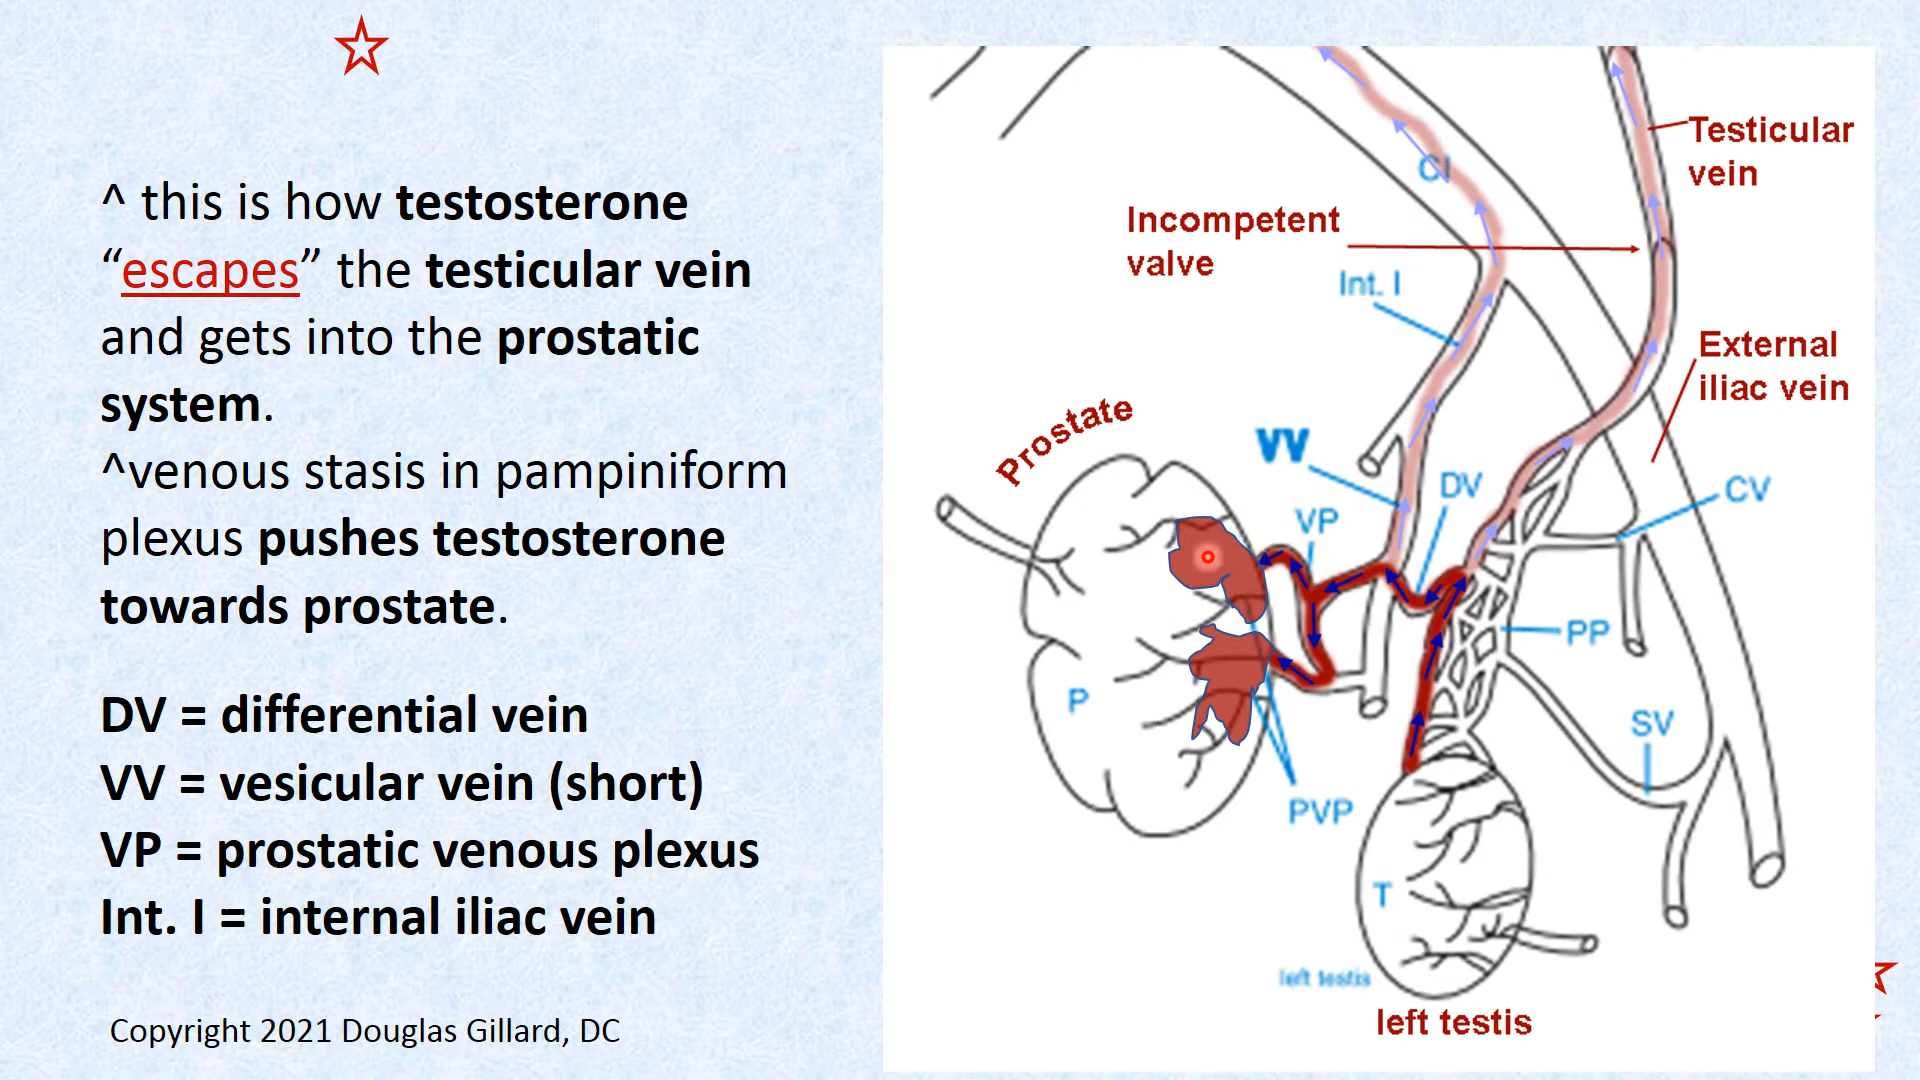 ^ this is how testosterone
“escapes” the testicular vein
and gets into the prostatic
system.
^venous stasis in pampiniform
plexus pushes testosterone
towards prostate.
DV = differential vein
VV = vesicular vein (short)
VP = prostatic venous plexus
Int. I = internal iliac vein
Copyright 2021 Douglas Gillard, DC
Testicular
vein
CI
Incompetent
valve
Int. I
External
iliac vein
Prostate
VV
DV
CV
VP
PP
P
SV
PVP
T
left testis
left testis